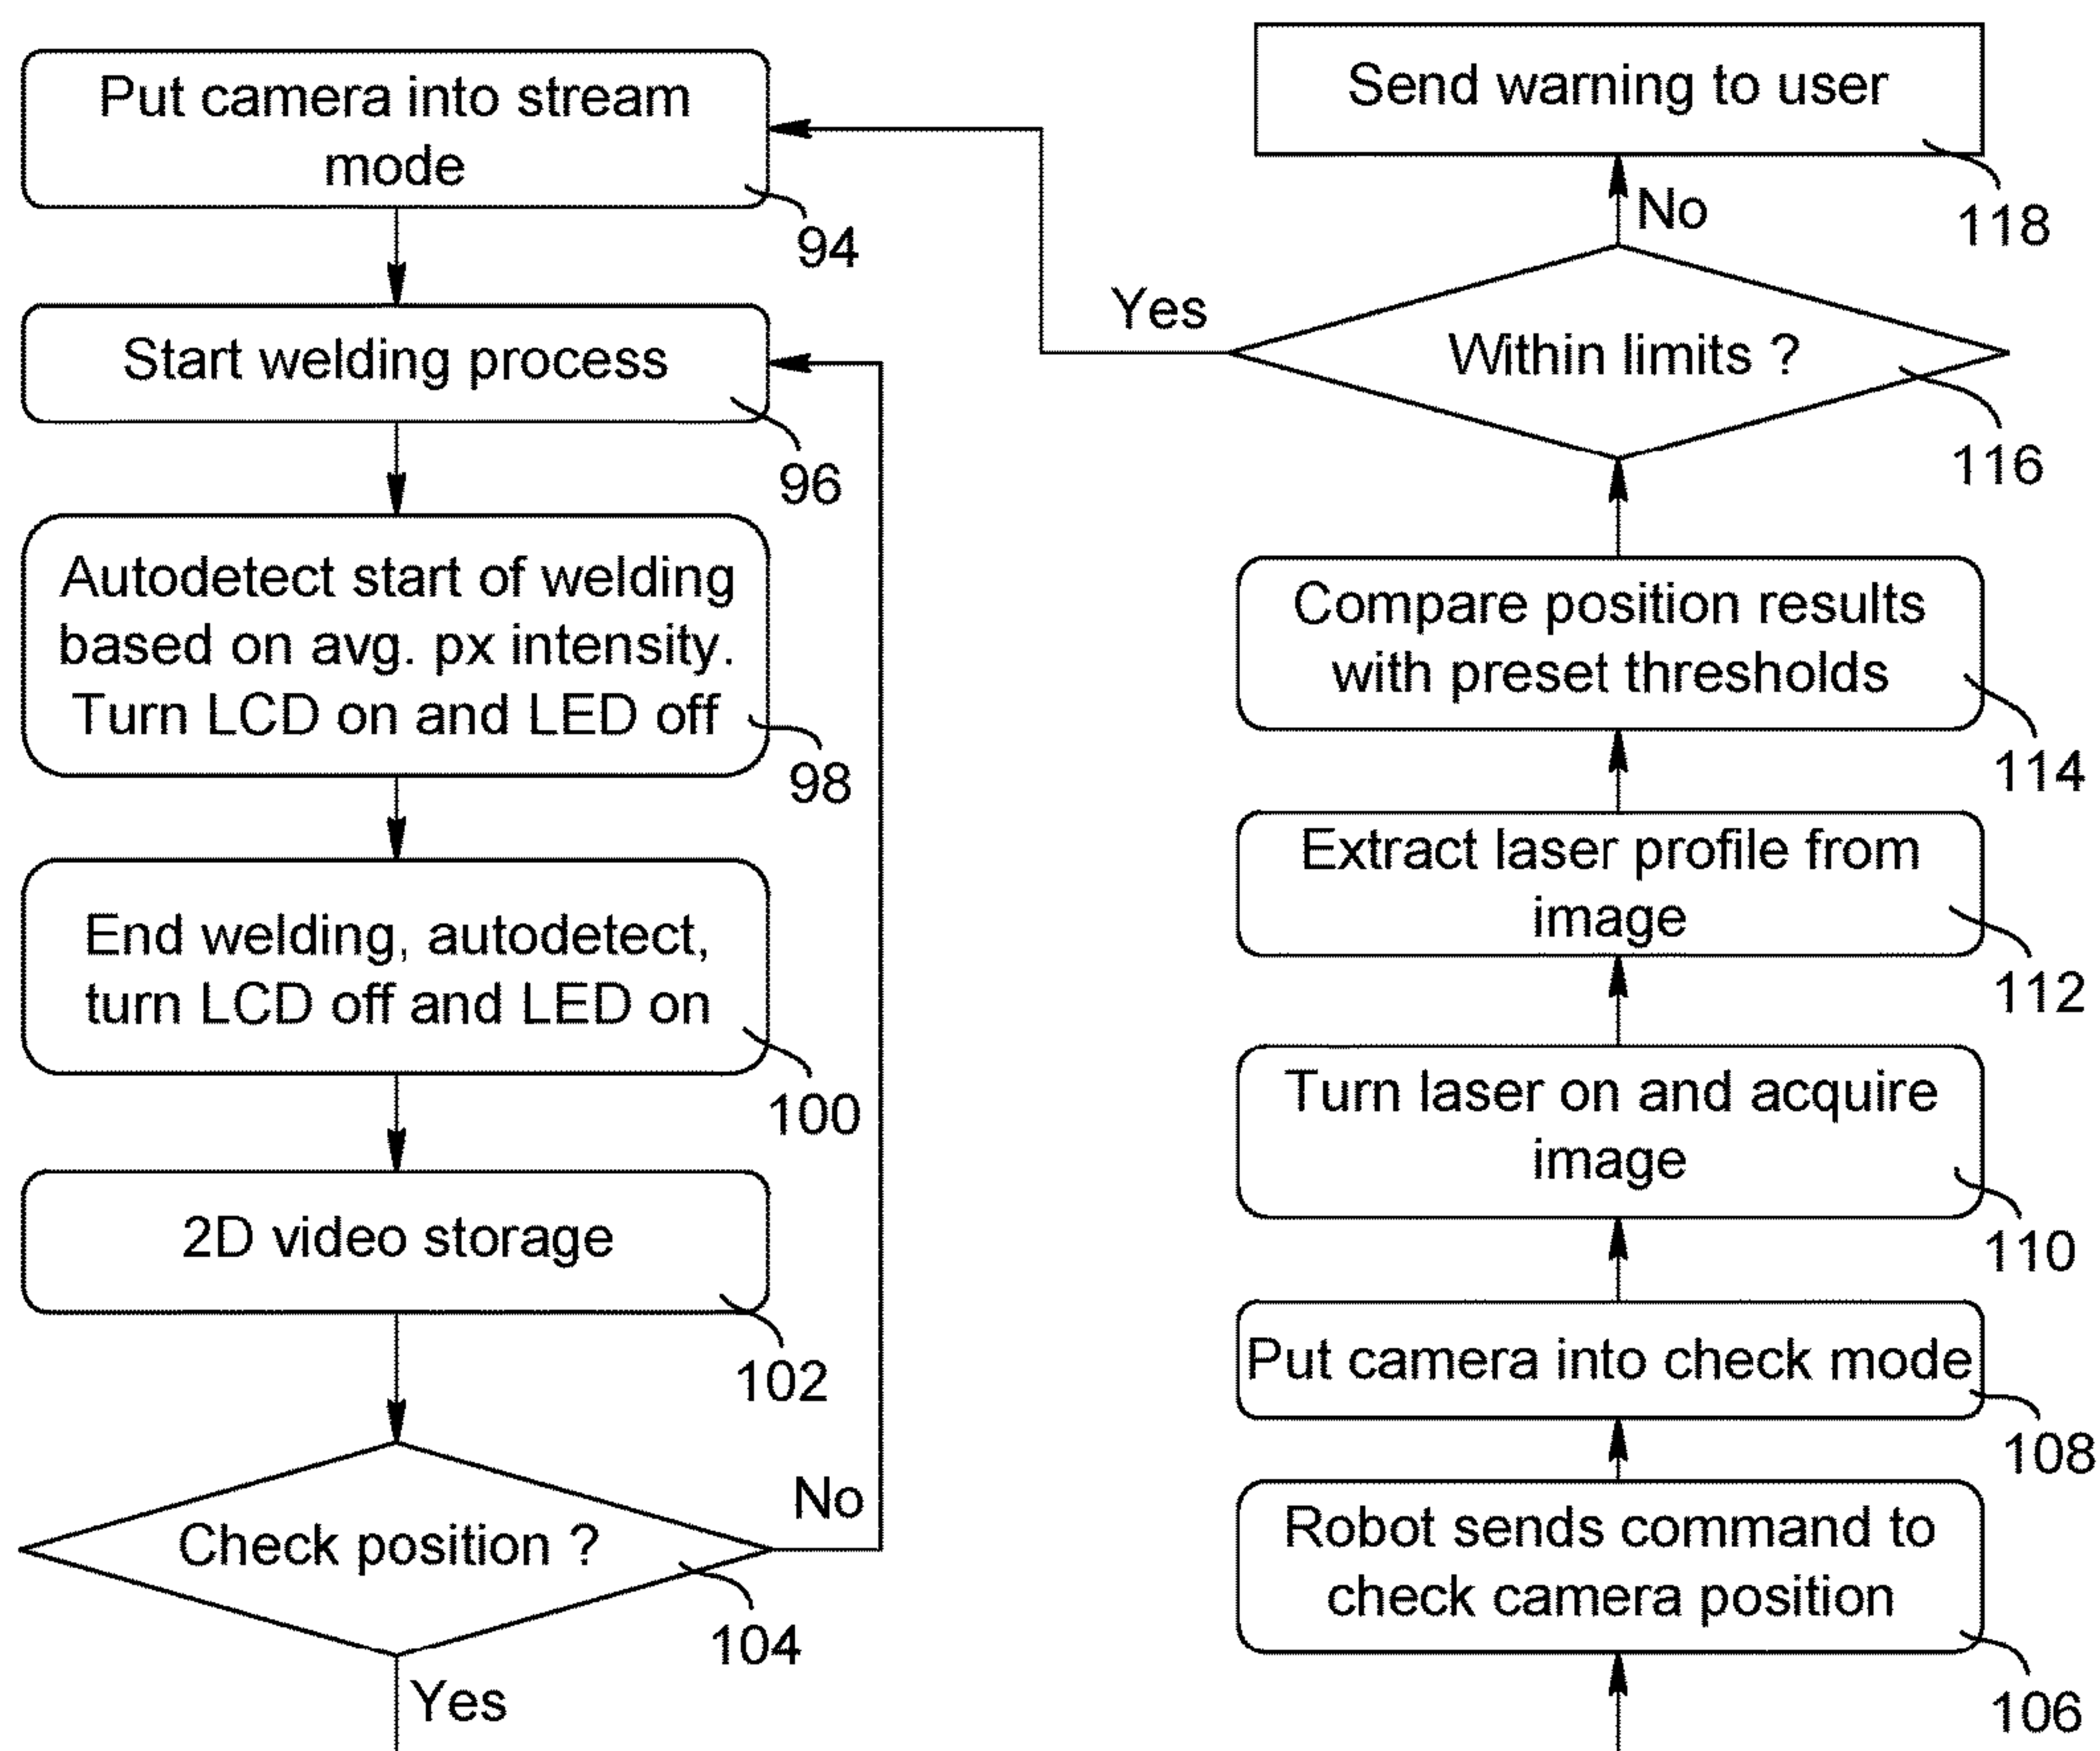 Put camera into stream
mode
94
Start welding process
96
Autodetect start of welding
based on avg. px intensity.
Turn LCD on and LED off
98
End welding, autodetect,
turn LCD off and LED on
100
2D video storage
102
Check position ?
No
104
Yes
Send warning to user
118
No
Yes
Within limits ?
116
Compare position results
with preset thresholds
114
Extract laser profile from
image
112
Turn laser on and acquire
image
110
Put camera into check mode
108
Robot sends command to
check camera position
106